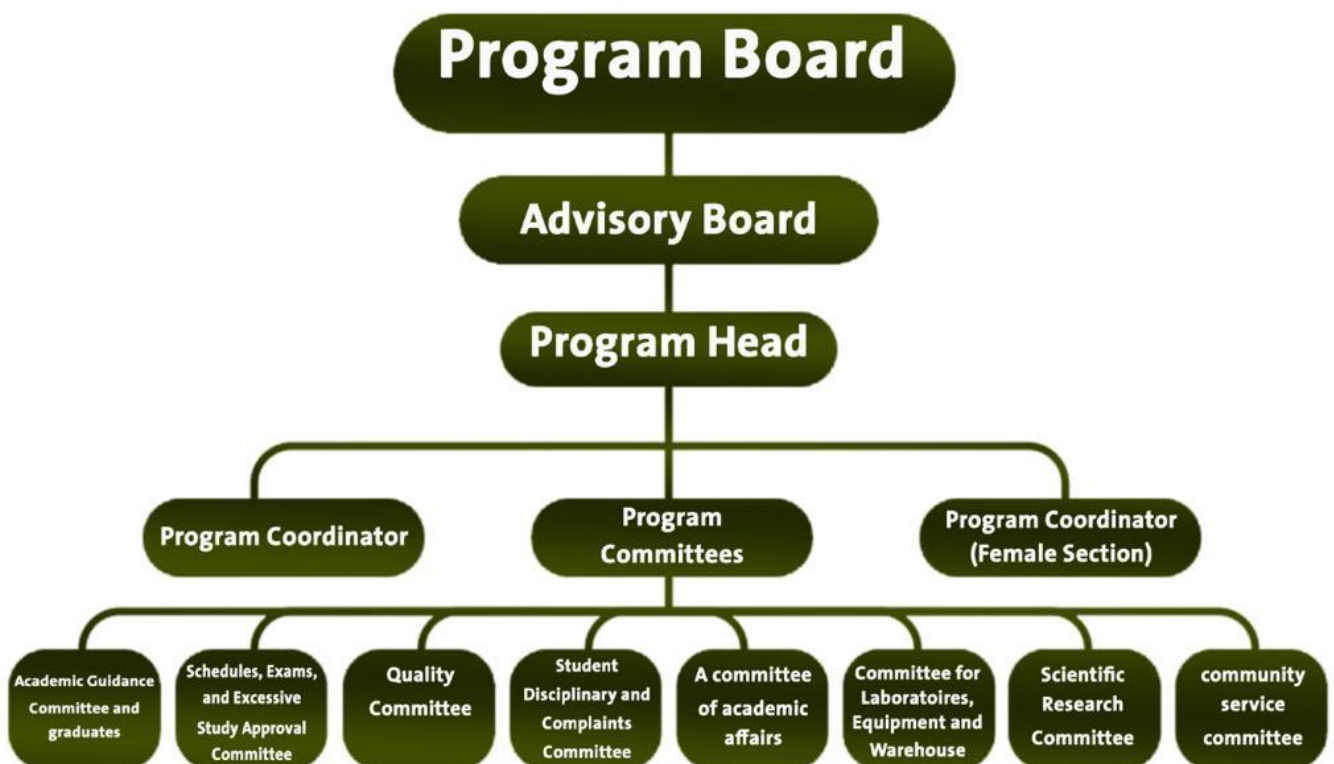 Program Board
Advisory Board
Program Head
Program Coordinator
Program
Committees
Program Coordinator
(Female Section)
Academic Guidance
Committee and
graduates
Schedules, Exams,
and Excessive
Study Approval
Committee
Quality
Committee
Student
Disciplinary and
Complaints
Committee
A committee
of academic
affairs
Committee for
Laboratoires,
Equipment and
Warehouse
Scientific
Research
Committee
community
service
committee